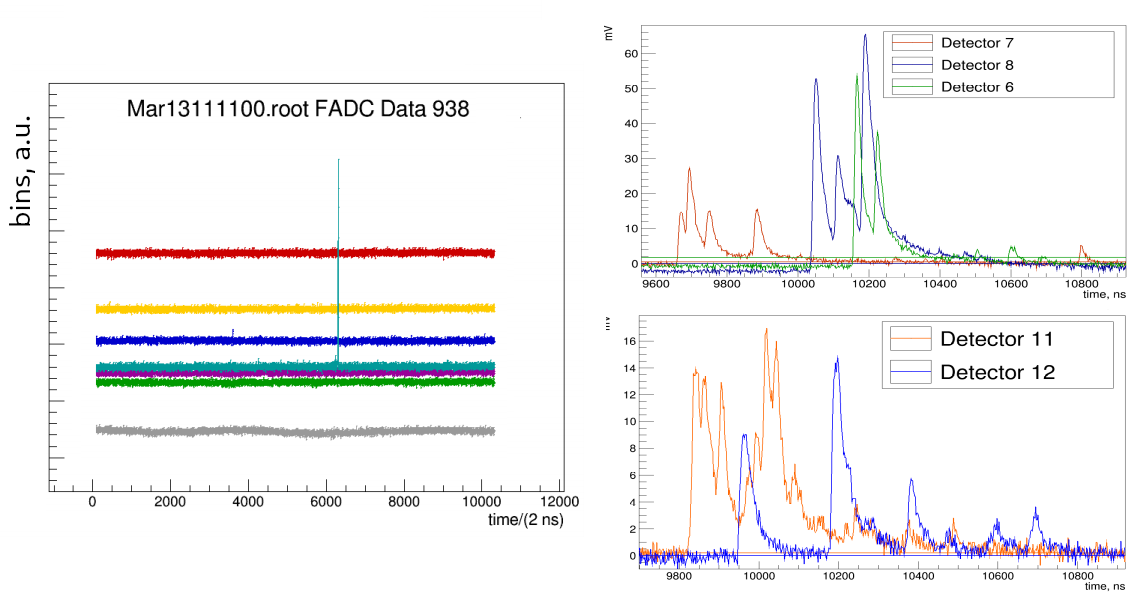 Mar13111100.root FADC Data 938
bins, a.u.
0 2000 4000 6000 8000 10000 12000
time/(2 ns)
mV
Detector 7
Detector 8
Detector 6
60
50
40
30
20
10
0
9600 9800 10000 10200 10400 10600 10800
time, ns
Detector 11
Detector 12
16
14
12
10
8
6
4
2
0
9800 10000 10200 10400 10600 10800
time, ns